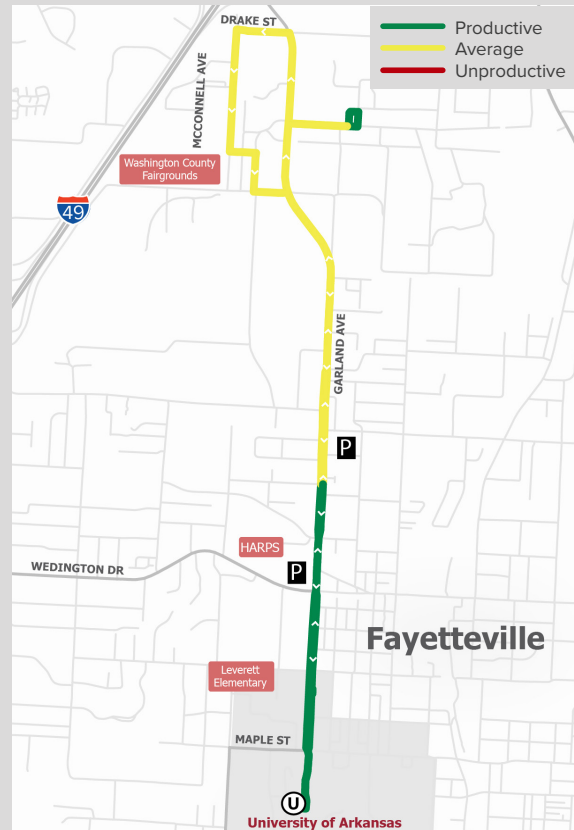 DRAKE ST
Productive
Average
Unproductive
MCCONNELL AVE
Washington County
Fairgrounds
49
GARLAND AVE
P
HARPS
WEDINGTON DR
P
Fayetteville
Leverett
Elementary
MAPLE ST
U
University of Arkansas